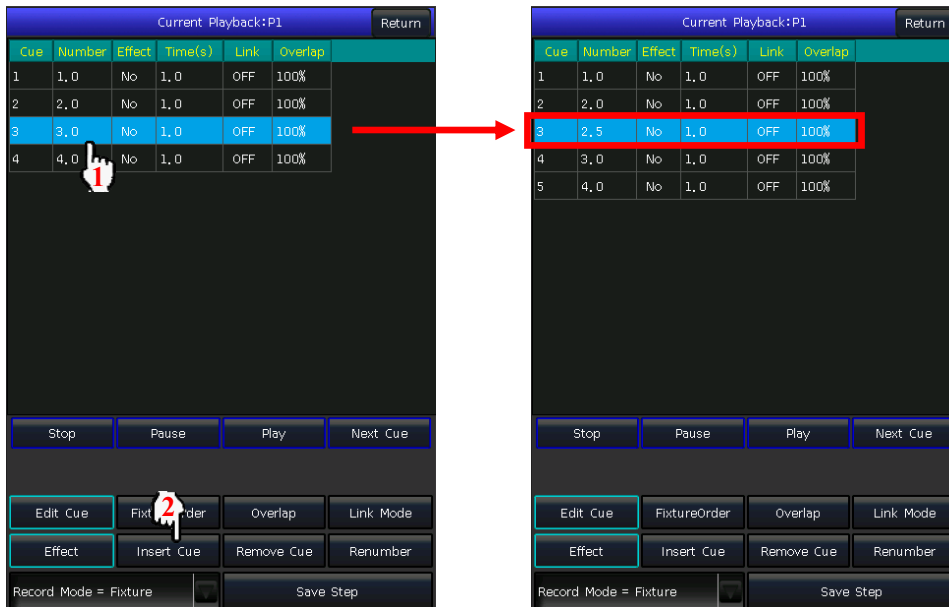 Current Playback:P1 Return
Cue Number Effect Time(s) Link Overlap
1 1.0 No 1.0 OFF 100%
2 2.0 No 1.0 OFF 100%
3 3.0 No 1.0 OFF 100%
4 4.0 No 1.0 OFF 100%
1
Stop Pause Play Next Cue
2
Edit Cue Overlap Link Mode
Effect Insert Cue Remove Cue Renumber
Record Mode = Fixture Save Step
Current Playback:P1 Return
Cue Number Effect Time(s) Link Overlap
1 1.0 No 1.0 OFF 100%
2 2.0 No 1.0 OFF 100%
3 2.5 No 1.0 OFF 100%
4 3.0 No 1.0 OFF 100%
5 4.0 No 1.0 OFF 100%
Stop Pause Play Next Cue
Edit Cue FixtureOrder Overlap Link Mode
Effect Insert Cue Remove Cue Renumber
Record Mode = Fixture Save Step